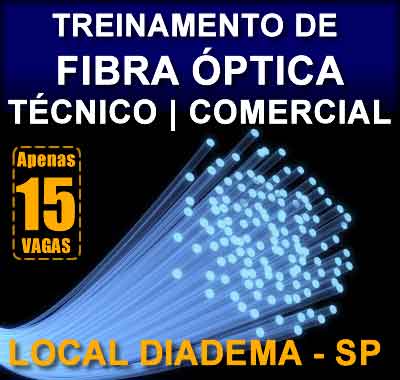 TREINAMENTO DE
FIBRA ÓPTICA
TÉCNICO | COMERCIAL
Apenas
15
VAGAS
LOCAL DIADEMA - SP